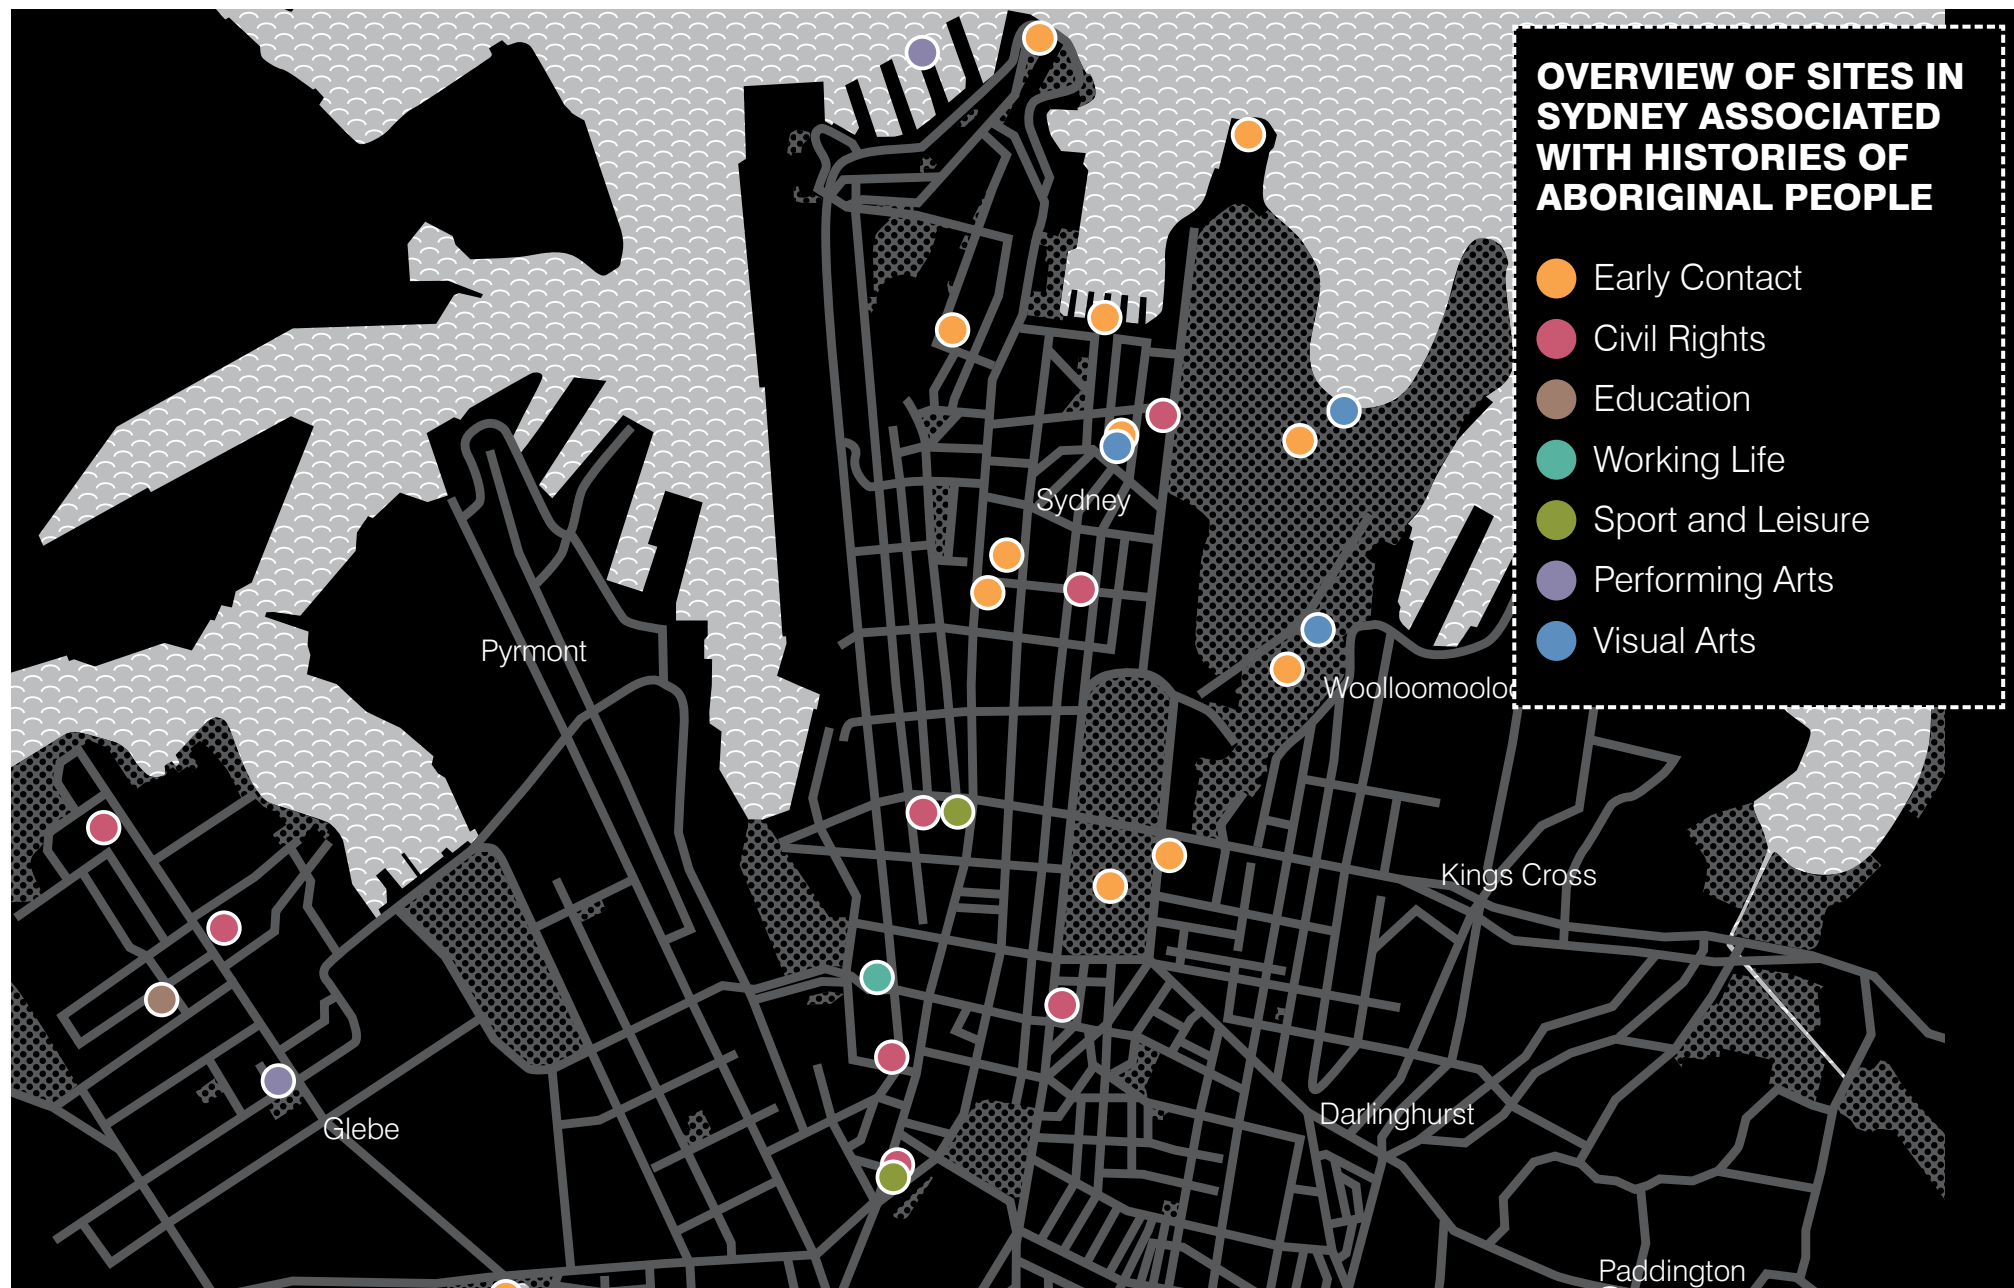 OVERVIEW OF SITES IN
SYDNEY ASSOCIATED
WITH HISTORIES OF
ABORIGINAL PEOPLE
Early Contact
Civil Rights
Education
Working Life
Sport and Leisure
Performing Arts
Visual Arts
Sydney
Pyrmont
Woolloomooloo
Kings Cross
Darlinghurst
Glebe
Paddington